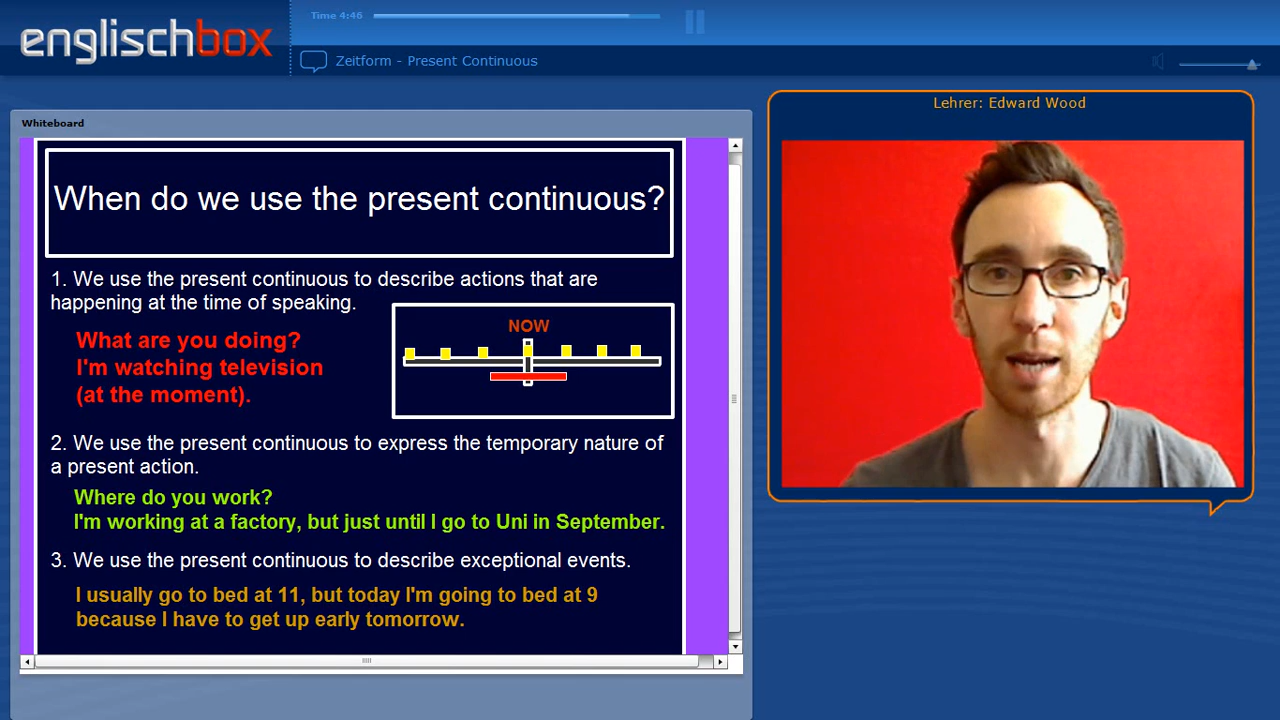 englischbox
Time 4:46
Zeitform - Present Continuous
Whiteboard
When do we use the present continuous?
1. We use the present continuous to describe actions that are
happening at the time of speaking.
NOW
What are you doing?
I'm watching television
(at the moment).
2. We use the present continuous to express the temporary nature of
a present action.
Where do you work?
I'm working at a factory, but just until I go to Uni in September.
3. We use the present continuous to describe exceptional events.
I usually go to bed at 11, but today I'm going to bed at 9
because I have to get up early tomorrow.
Lehrer: Edward Wood